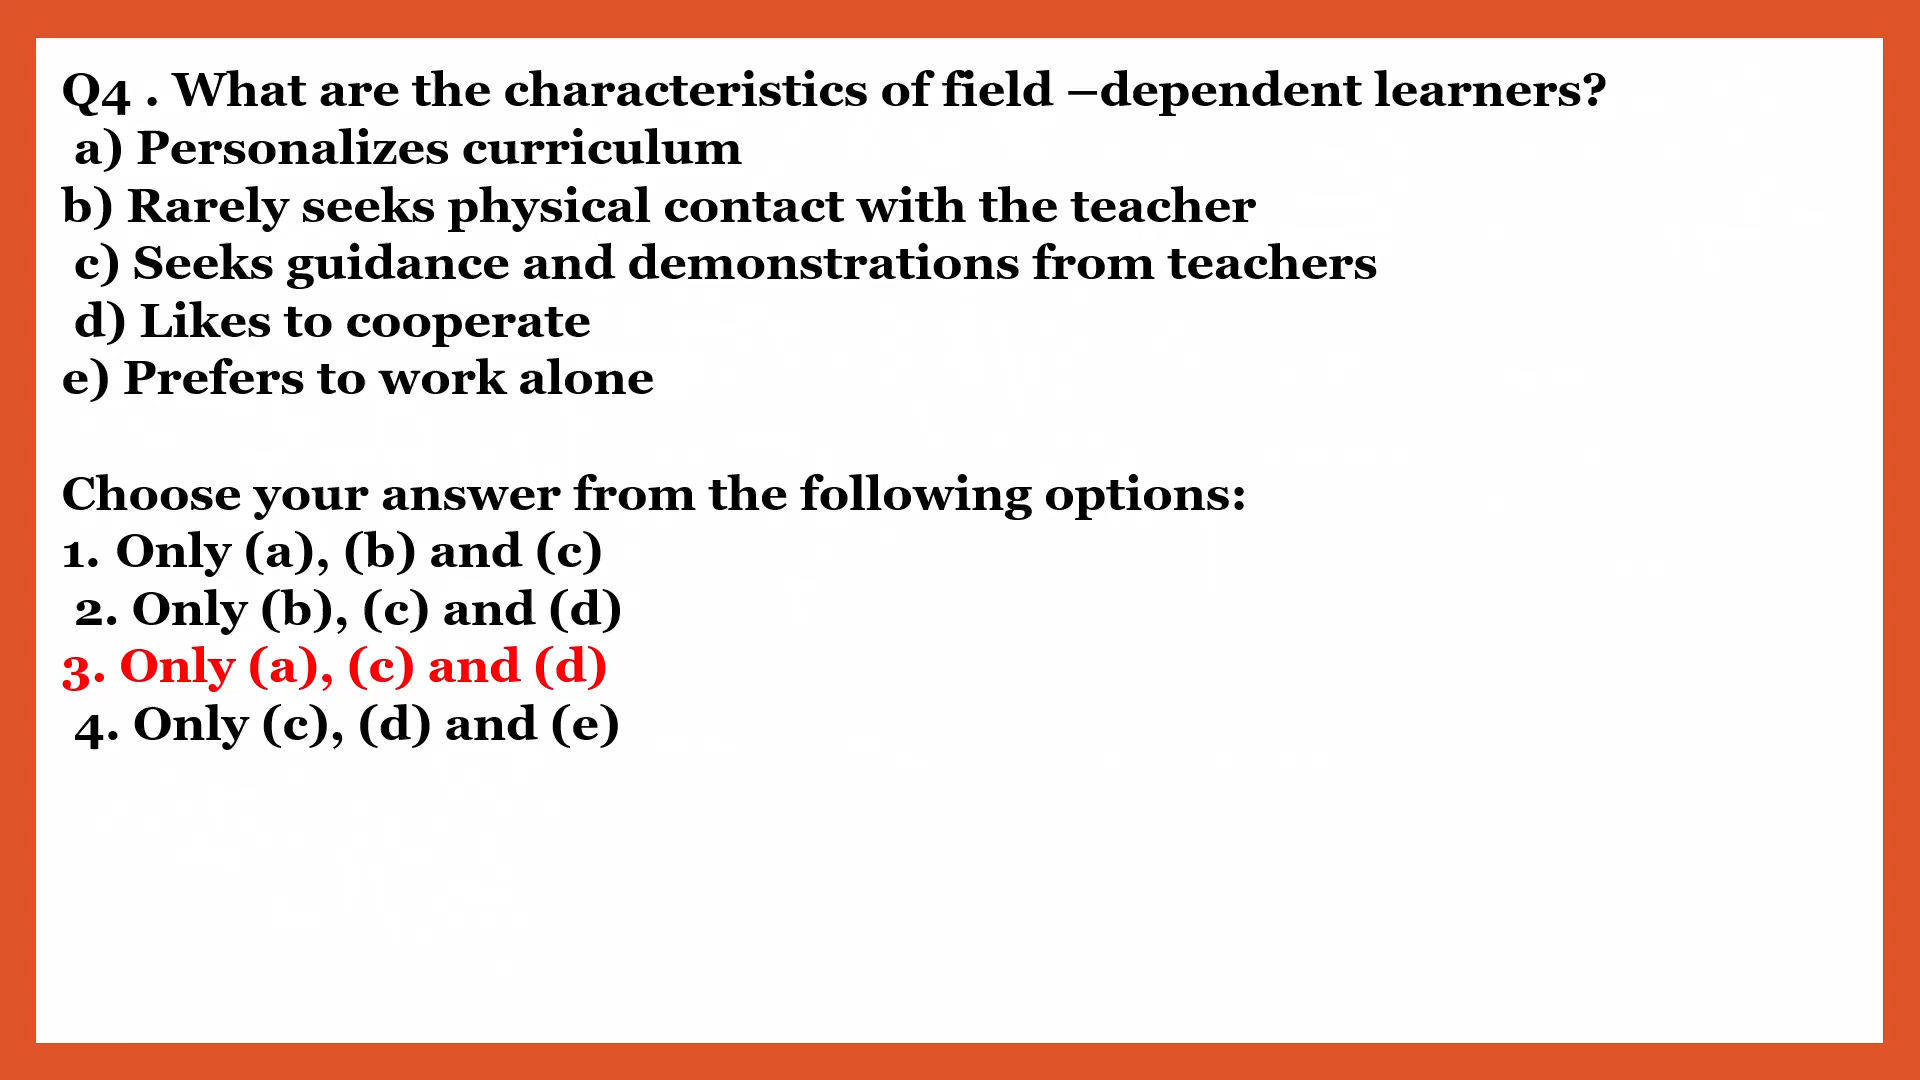 Q4 . What are the characteristics of field –dependent learners?
a) Personalizes curriculum
b) Rarely seeks physical contact with the teacher
c) Seeks guidance and demonstrations from teachers
d) Likes to cooperate
e) Prefers to work alone
Choose your answer from the following options:
1. Only (a), (b) and (c)
2. Only (b), (c) and (d)
3. Only (a), (c) and (d)
4. Only (c), (d) and (e)